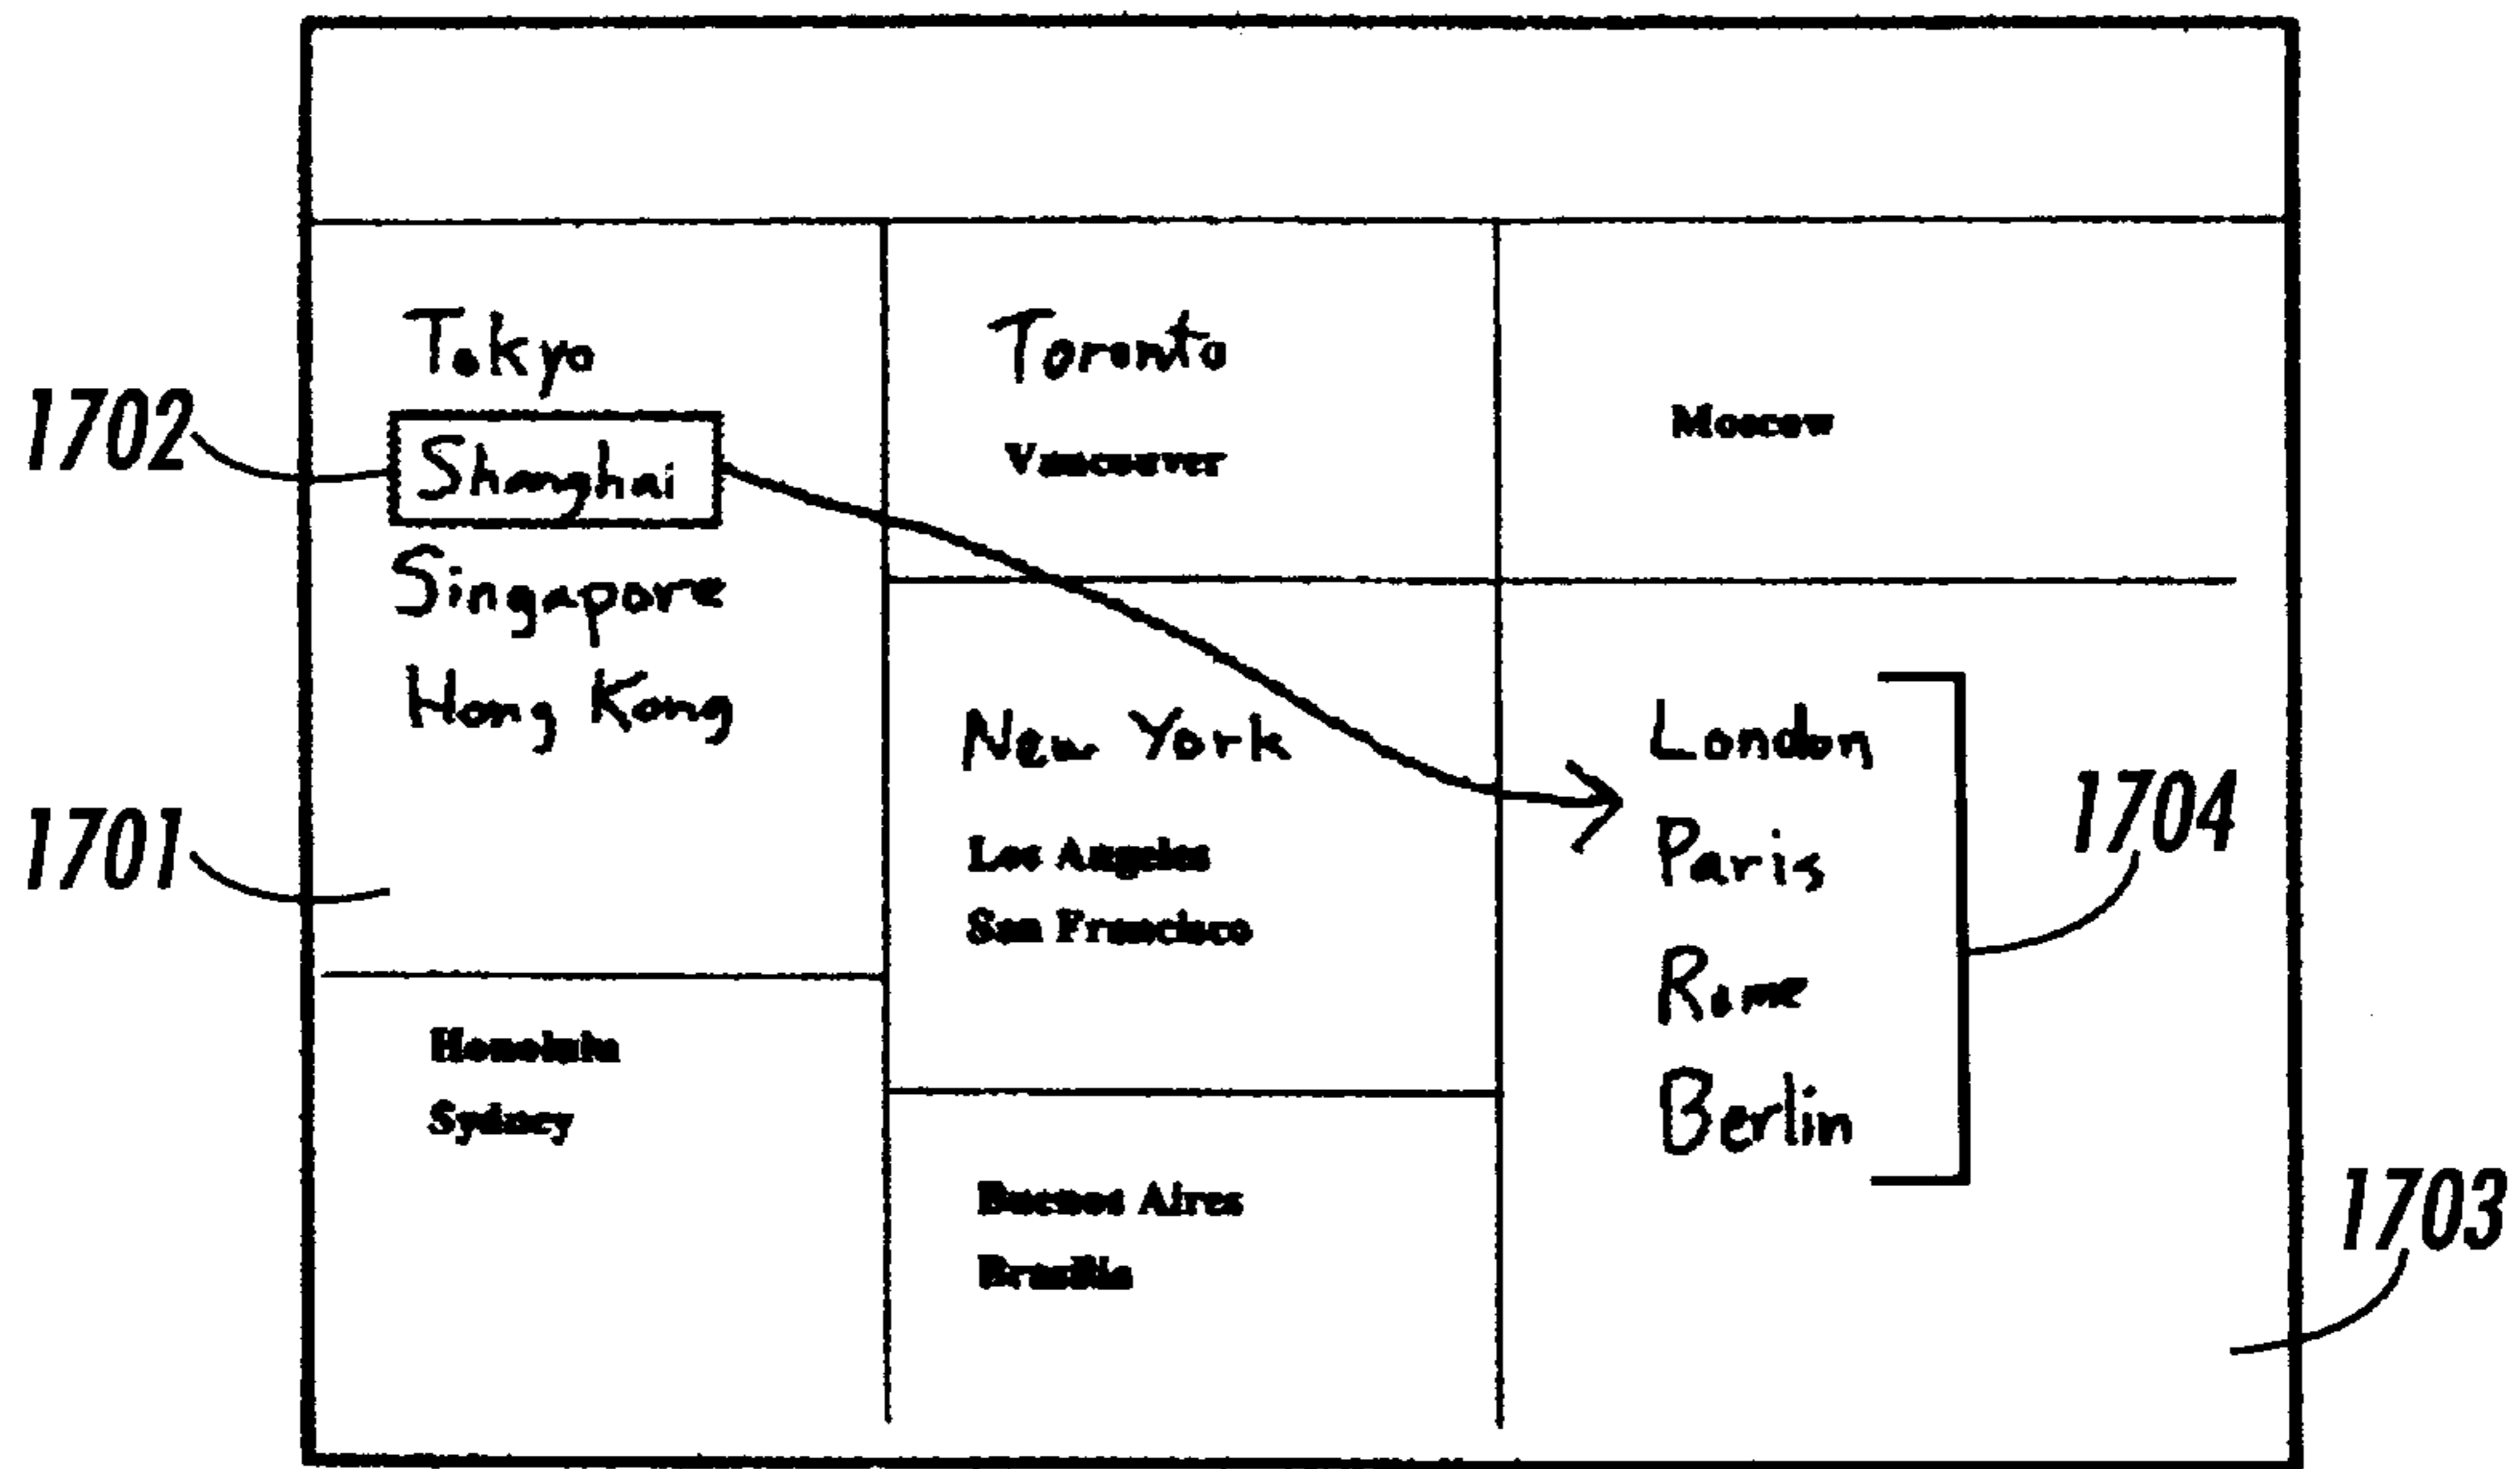 Tokyo
1702
Shanghai
Singapore
Hong Kong
1701
Honolulu
Sydney
Toronto
Vancouver
New York
Los Angeles
San Francisco
Buenos Aires
Brasilia
Moscow
London
Paris
Rome
Berlin
1704
1703